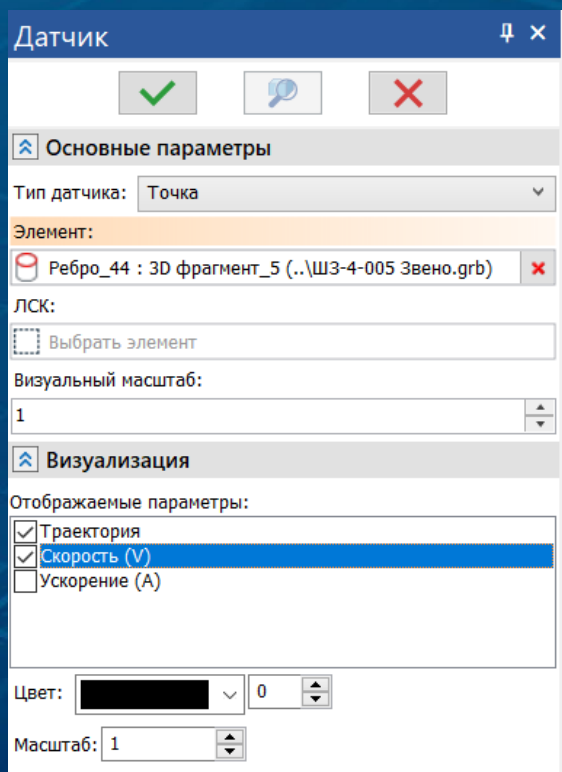 Датчик
Основные параметры
Тип датчика: Точка
Элемент:
Ребро_44 : 3D фрагмент_5 (..\ШЗ-4-005 Звено.grb)
ЛСК:
Выбрать элемент
Визуальный масштаб:
1
Визуализация
Отображаемые параметры:
Траектория
Скорость (V)
Ускорение (A)
Цвет: 0
Масштаб: 1